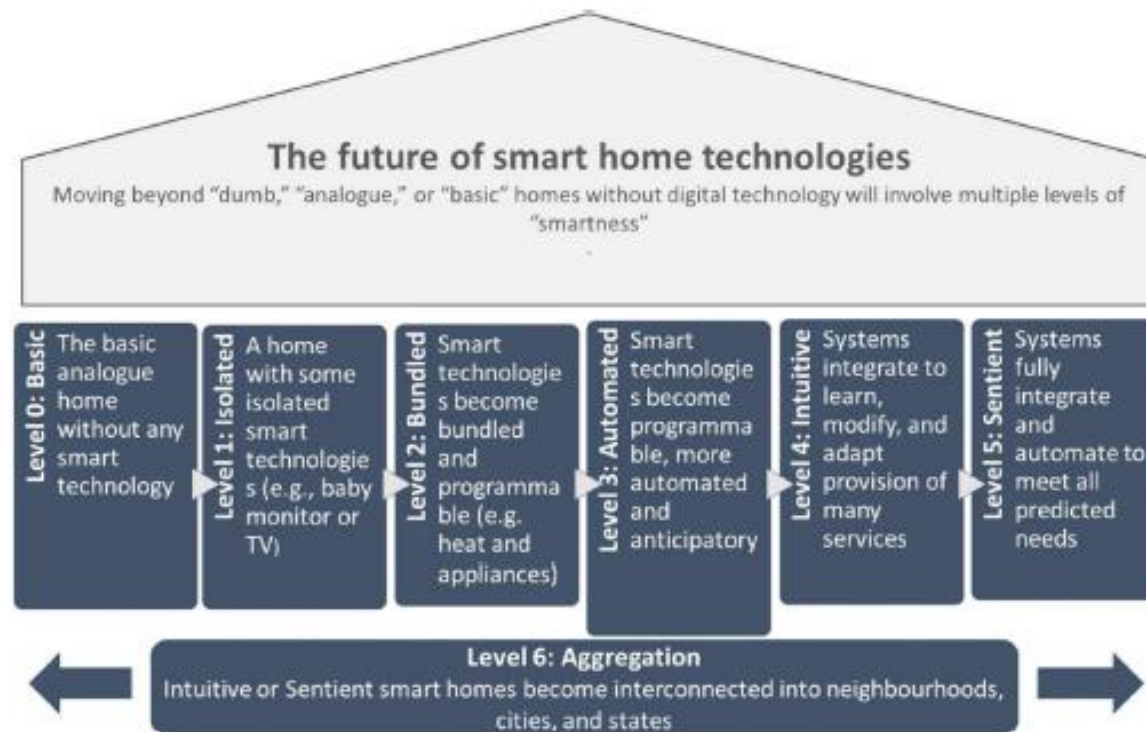 The future of smart home technologies
Moving beyond “dumb,” “analogue,” or “basic” homes without digital technology will involve multiple levels of
“smartness”
.
Level 0: Basic
The basic
analogue
home
without any
smart
technology
Level 1: Isolated
A home
with some
isolated
smart
technologie
s (e.g., baby
monitor or
TV)
Level 2: Bundled
Smart
technologie
s become
bundled
and
programma
ble (e.g.
heat and
appliances)
Level 3: Automated
Smart
technologie
s become
programma
ble, more
automated
and
anticipatory
Level 4: Intuitive
Systems
integrate to
learn,
modify, and
adapt
provision of
many
services
Level 5: Sentient
Systems
fully
integrate
and
automate to
meet all
predicted
needs
Level 6: Aggregation
Intuitive or Sentient smart homes become interconnected into neighbourhoods,
cities, and states